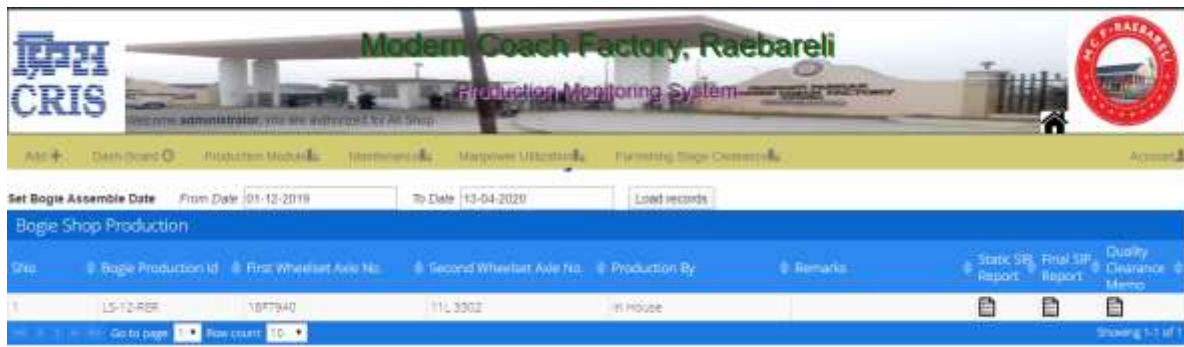 क्रिस
CRIS
Modern Coach Factory, Raebareli
Production Monitoring System
Welcome administrator, you are authorized for All Shop
M C F-RAEBARELI
Add
Dash Board
Production Module
Maintenance
Manpower Utilization
Furnishing Stage Clearance
Account
Set Bogie Assemble Date From Date 01-12-2019 To Date 13-04-2020 Load records
Bogie Shop Production
SNo. Bogie Production Id First Wheelset Axle No. Second Wheelset Axle No. Production By Remarks Static SIP Report Final SIP Report Quality Clearance Memo
1 LS-12-RER 18F7940 11L 3302 In House
Go to page: 1 Row count: 10 Showing 1-1 of 1